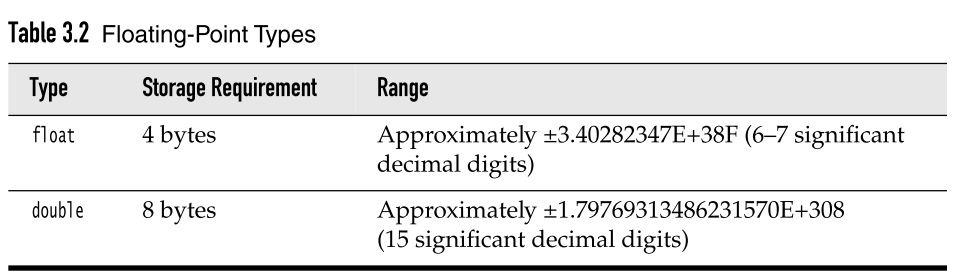 Table 3.2 Floating-Point Types
Type Storage Requirement Range
float 4 bytes Approximately ±3.40282347E+38F (6–7 significant
decimal digits)
double 8 bytes Approximately ±1.79769313486231570E+308
(15 significant decimal digits)